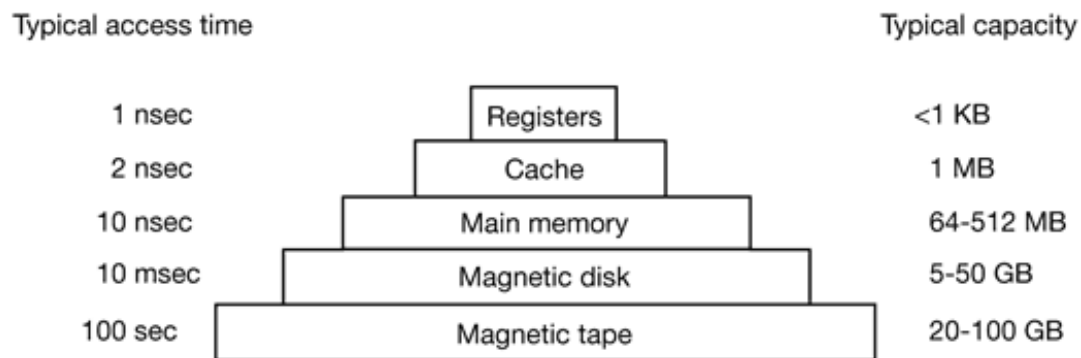 Typical access time Typical capacity
1 nsec Registers <1 KB
2 nsec Cache 1 MB
10 nsec Main memory 64-512 MB
10 msec Magnetic disk 5-50 GB
100 sec Magnetic tape 20-100 GB